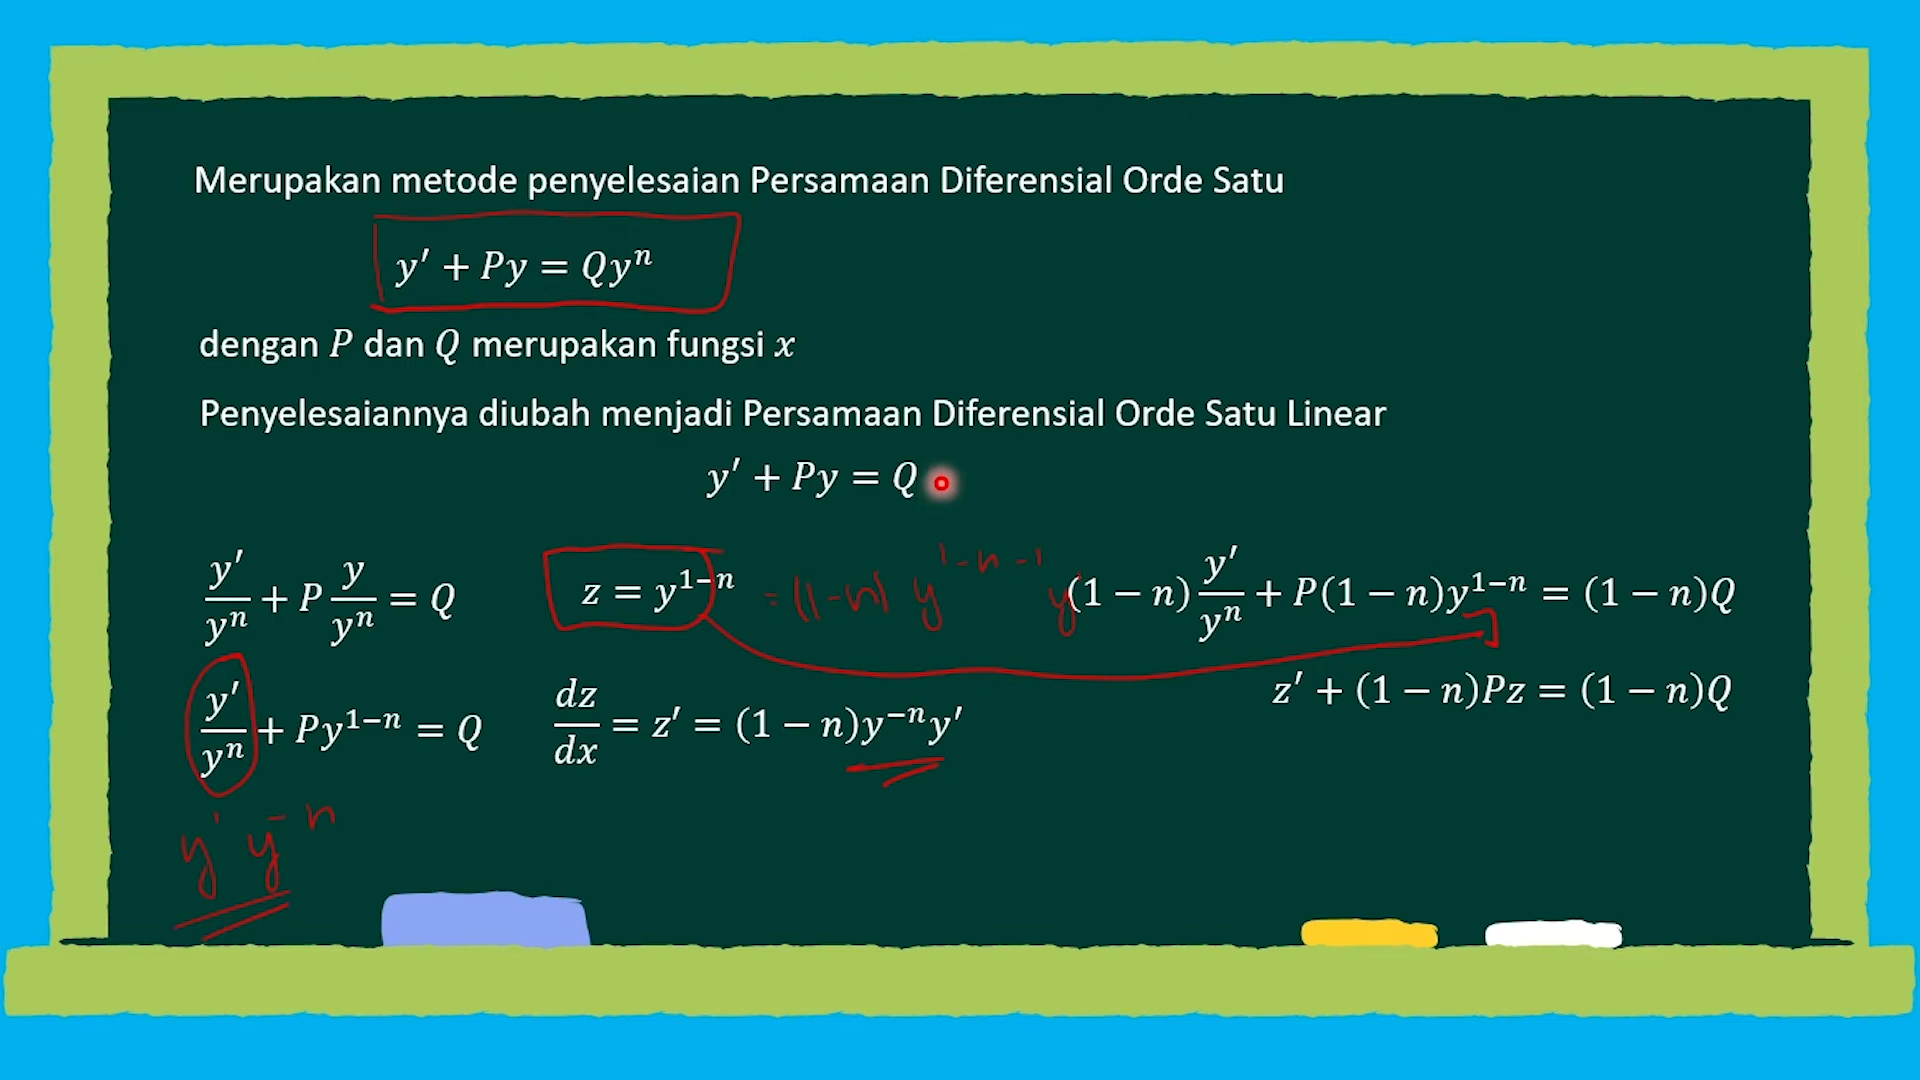 Merupakan metode penyelesaian Persamaan Diferensial Orde Satu
y′ + Py = Qyⁿ
dengan P dan Q merupakan fungsi x
Penyelesaiannya diubah menjadi Persamaan Diferensial Orde Satu Linear
y′ + Py = Q
y′/yⁿ + P y/yⁿ = Q
y′/yⁿ + Py¹⁻ⁿ = Q
y′ y⁻ⁿ
z = y¹⁻ⁿ = (1-n) y¹⁻ⁿ⁻¹ y′
dz/dx = z′ = (1 − n)y⁻ⁿy′
(1 − n) y′/yⁿ + P(1 − n)y¹⁻ⁿ = (1 − n)Q
z′ + (1 − n)Pz = (1 − n)Q